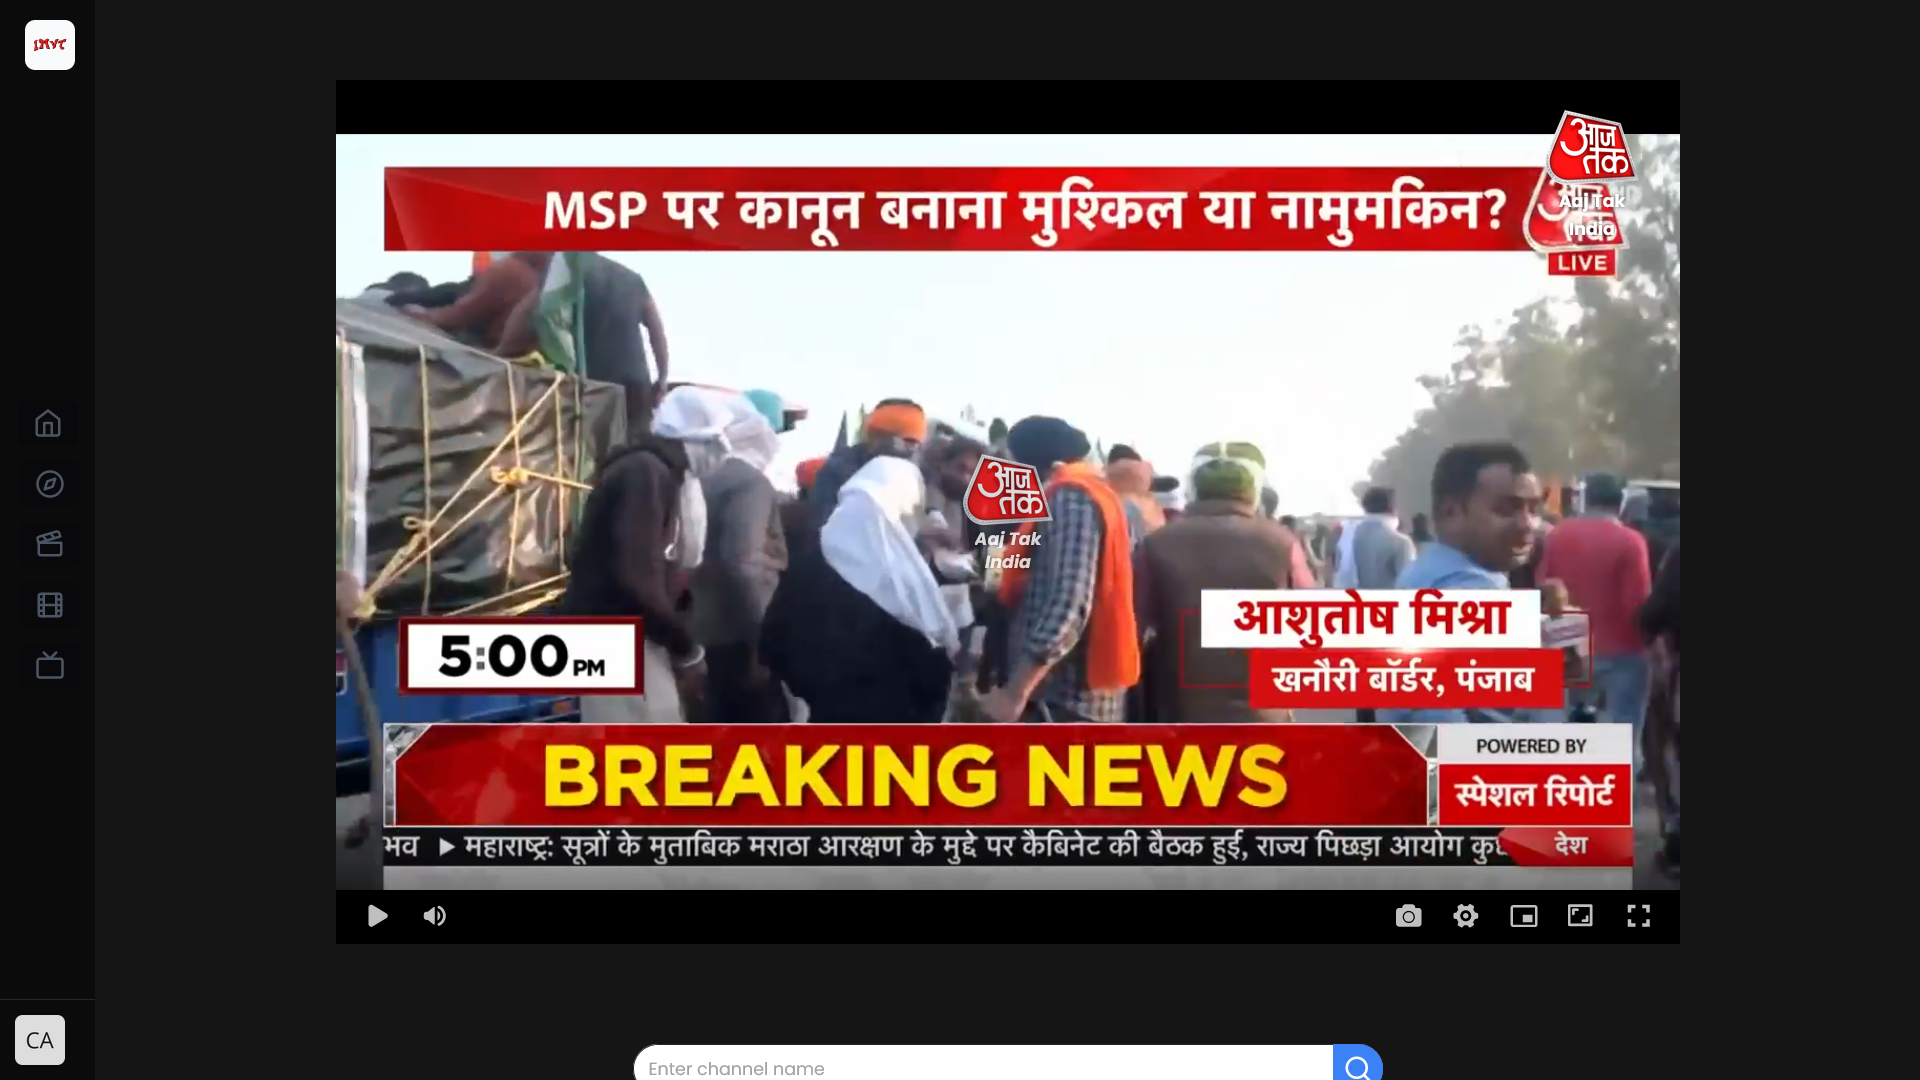 IMVT
आज
तक
Aaj Tak
India
MSP पर कानून बनाना मुश्किल या नामुमकिन?
LIVE
आज
तक
Aaj Tak
India
आशुतोष मिश्रा
खनौरी बॉर्डर, पंजाब
5:00 PM
BREAKING NEWS
POWERED BY
स्पेशल रिपोर्ट
भव ▶ महाराष्ट्र: सूत्रों के मुताबिक मराठा आरक्षण के मुद्दे पर कैबिनेट की बैठक हुई, राज्य पिछड़ा आयोग
देश
CA
Enter channel name